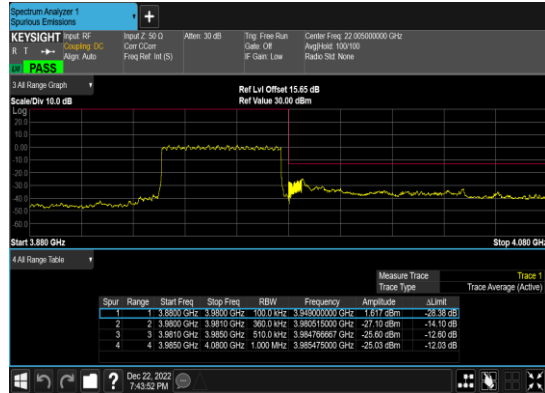 Spectrum Analyzer 1
Spurious Emissions
+
KEYSIGHT Input: RF Input Z: 50 Ω Atten: 30 dB Trig: Free Run Center Freq: 22.005000000 GHz
R T Coupling: DC Corr CCorr Gate: Off Avg|Hold: 100/100
Align: Auto Freq Ref: Int (S) IF Gain: Low Radio Std: None
PASS
3 All Range Graph
Ref Lvl Offset 15.65 dB
Scale/Div 10.0 dB Ref Value 30.00 dBm
Log
20.0
10.0
0.00
-10.0
-20.0
-30.0
-40.0
-50.0
-60.0
Start 3.880 GHz Stop 4.080 GHz
4 All Range Table
Measure Trace Trace 1
Trace Type Trace Average (Active)
Spur Range Start Freq Stop Freq RBW Frequency Amplitude ΔLimit
1 1 3.8800 GHz 3.9800 GHz 100.0 kHz 3.949000000 GHz 1.617 dBm -28.38 dB
2 2 3.9800 GHz 3.9810 GHz 300.0 kHz 3.980515000 GHz -27.10 dBm -14.10 dB
3 3 3.9810 GHz 3.9850 GHz 510.0 kHz 3.984766667 GHz -25.60 dBm -12.60 dB
4 4 3.9850 GHz 4.0800 GHz 1.000 MHz 3.985475000 GHz -25.03 dBm -12.03 dB
? Dec 22, 2022
7:43:52 PM